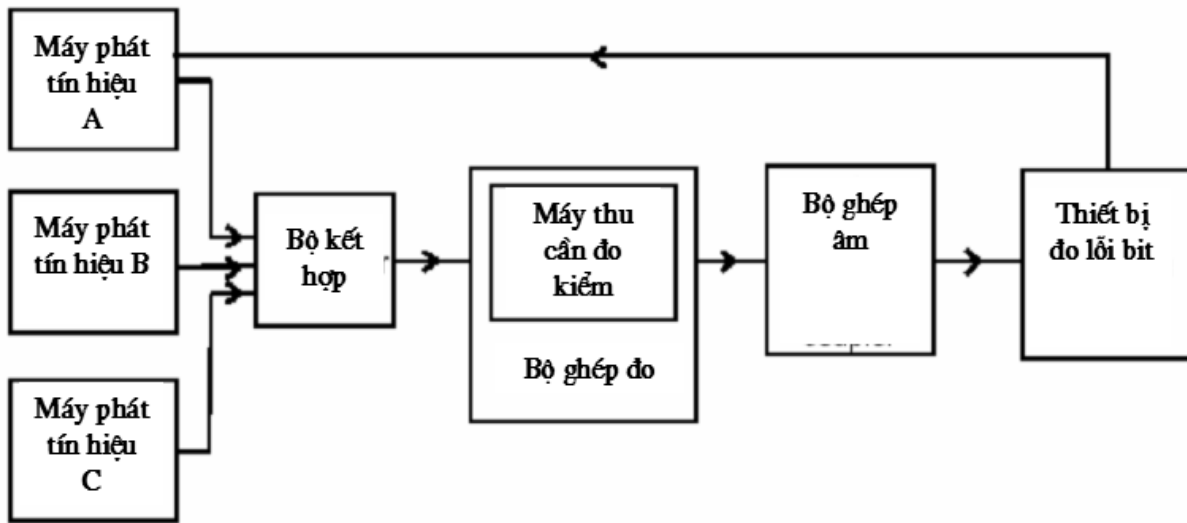 Máy phát
tín hiệu
A
Máy phát
tín hiệu B
Máy phát
tín hiệu
C
Bộ kết
hợp
Máy thu
cần đo
kiểm
Bộ ghép đo
Bộ ghép
âm
Thiết bị
đo lỗi bit